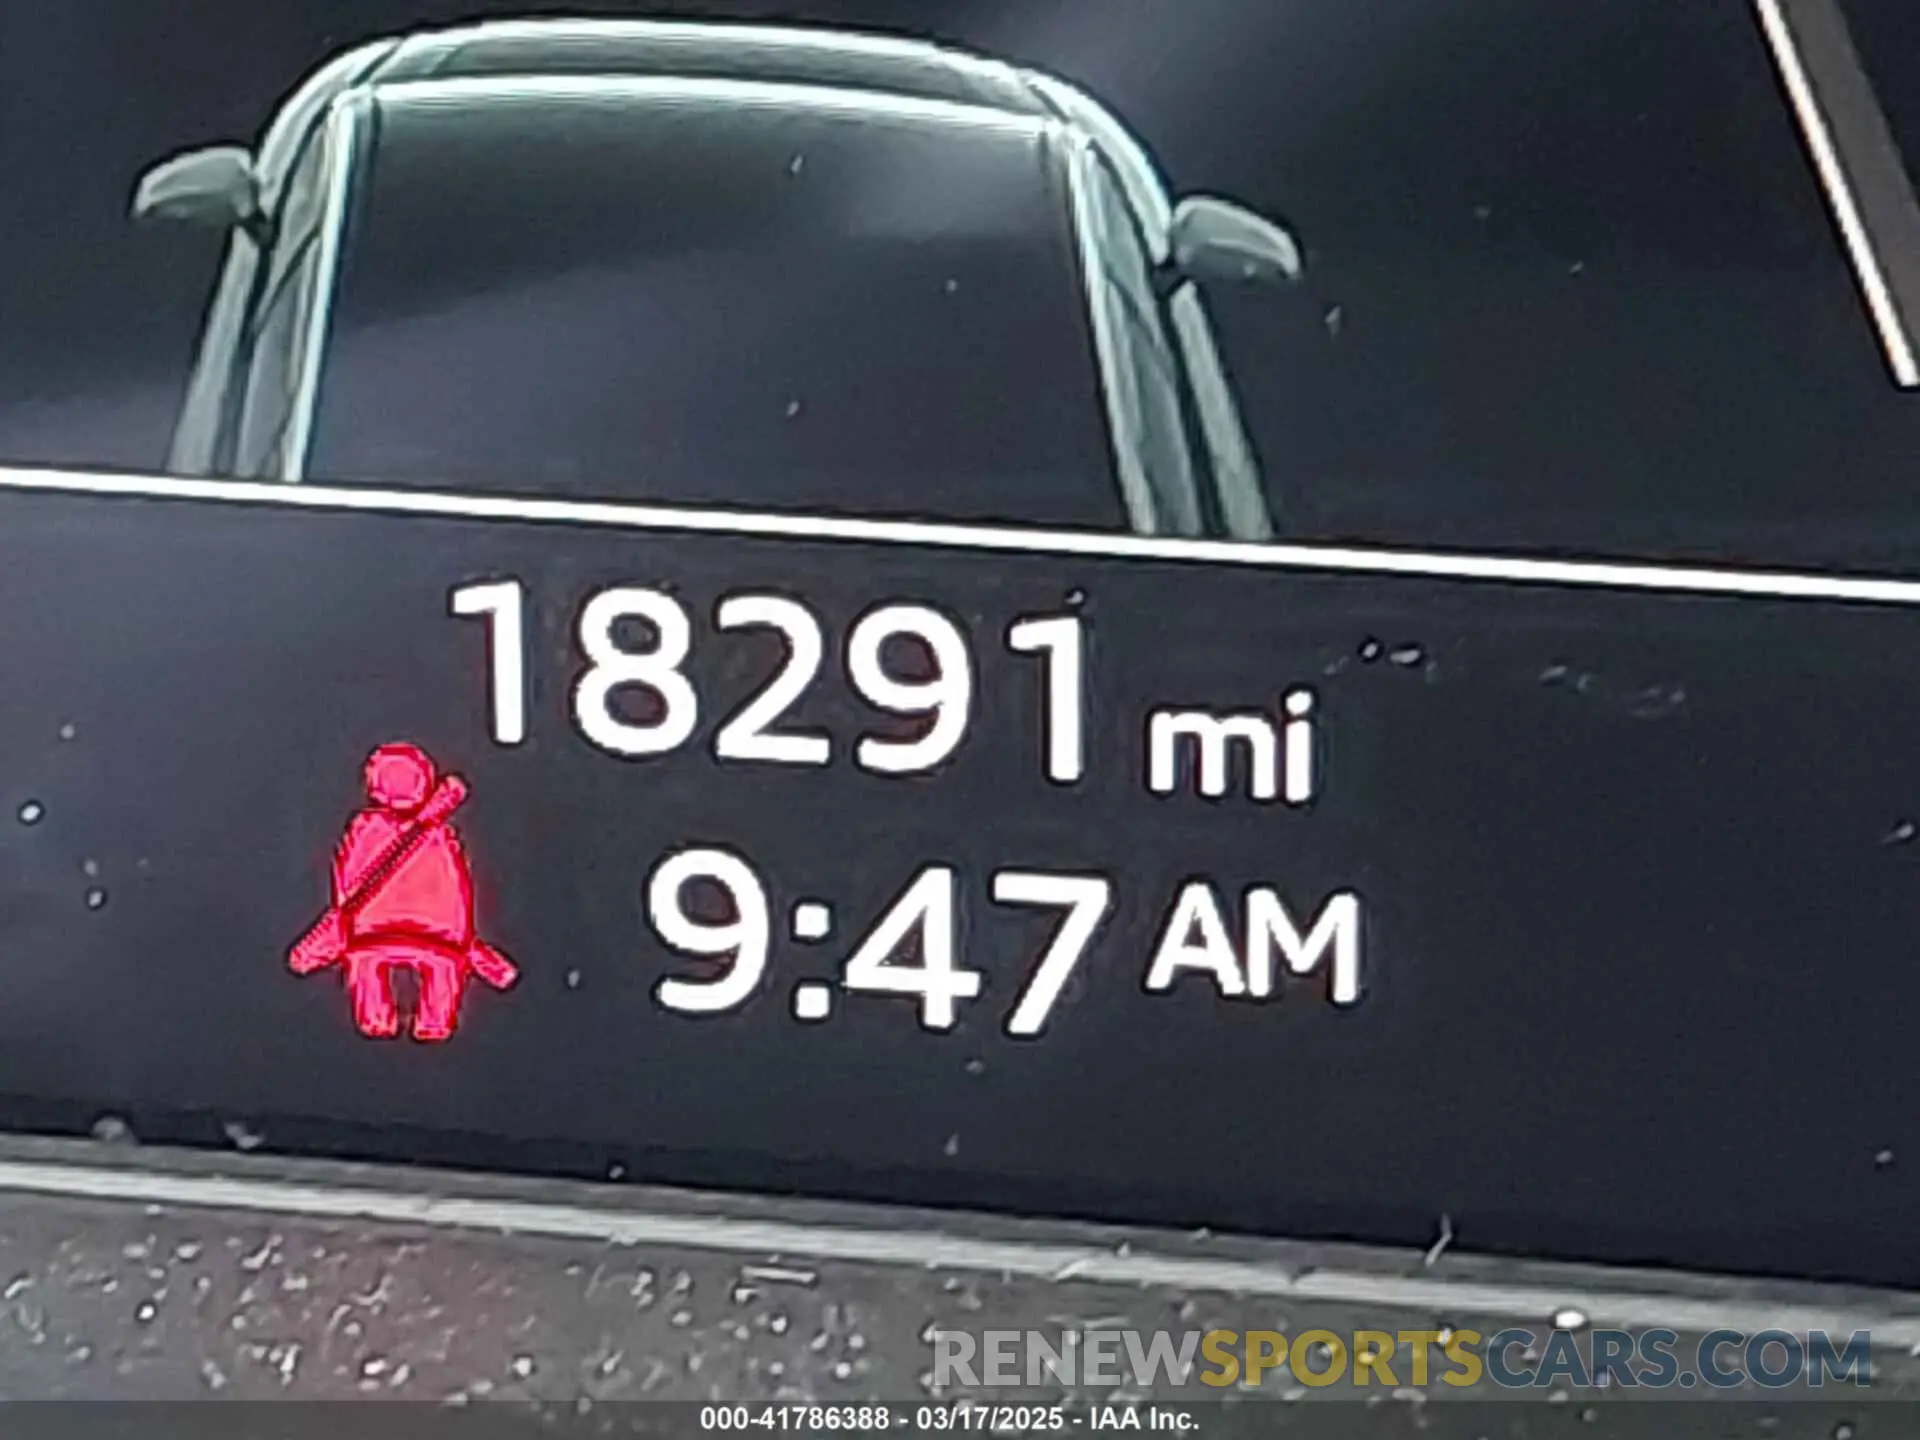 18291 mi
9:47 AM
RENEWSPORTSCARS.COM
000-41786388 - 03/17/2025 - IAA Inc.